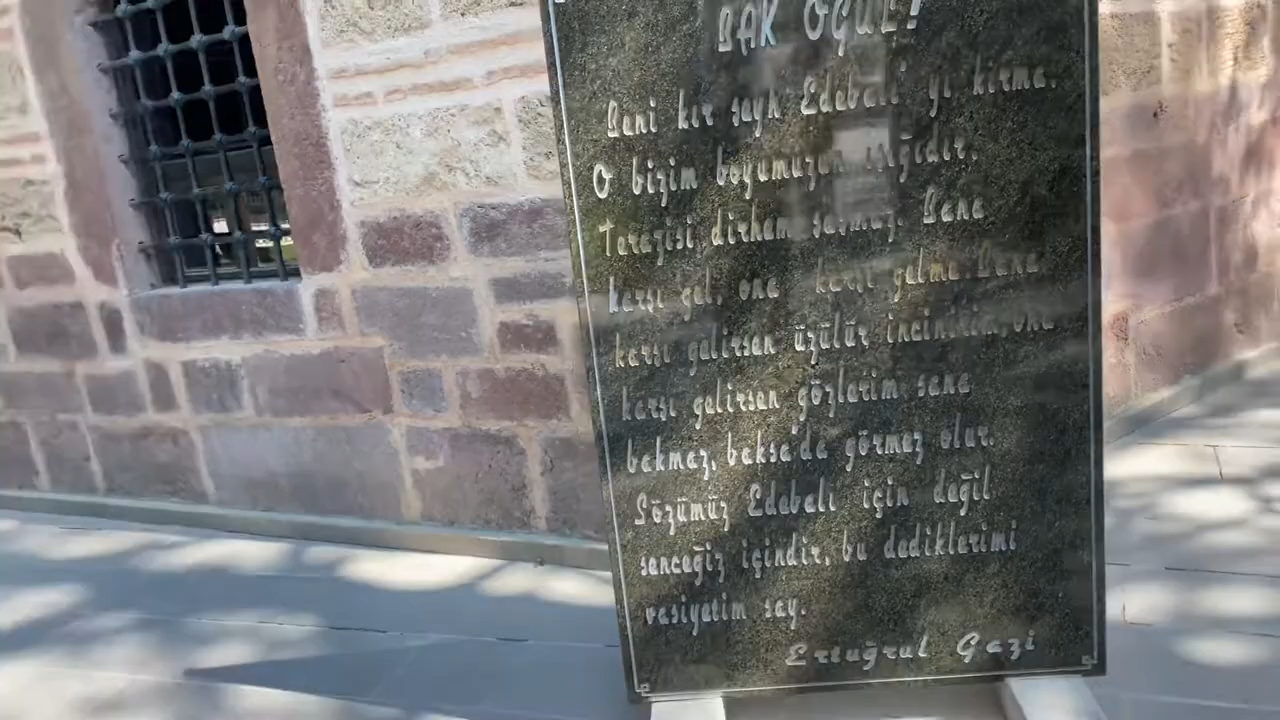 BAK OĞUL!
Beni kır şeyh Edebali'yi kırma.
O bizim boyumuzun ışığıdır.
Terazisi dirhem şaşmaz. Bana
karşı gel, ona karşı gelme. Bana
karşı gelirsen üzülür incinirim, ona
karşı gelirsen gözlerim sana
bakmaz, baksa da görmez olur.
Sözümüz Edebalı için değil
senceğiz içindir, bu dediklerimi
vasiyetim say.
Ertuğrul Gazi